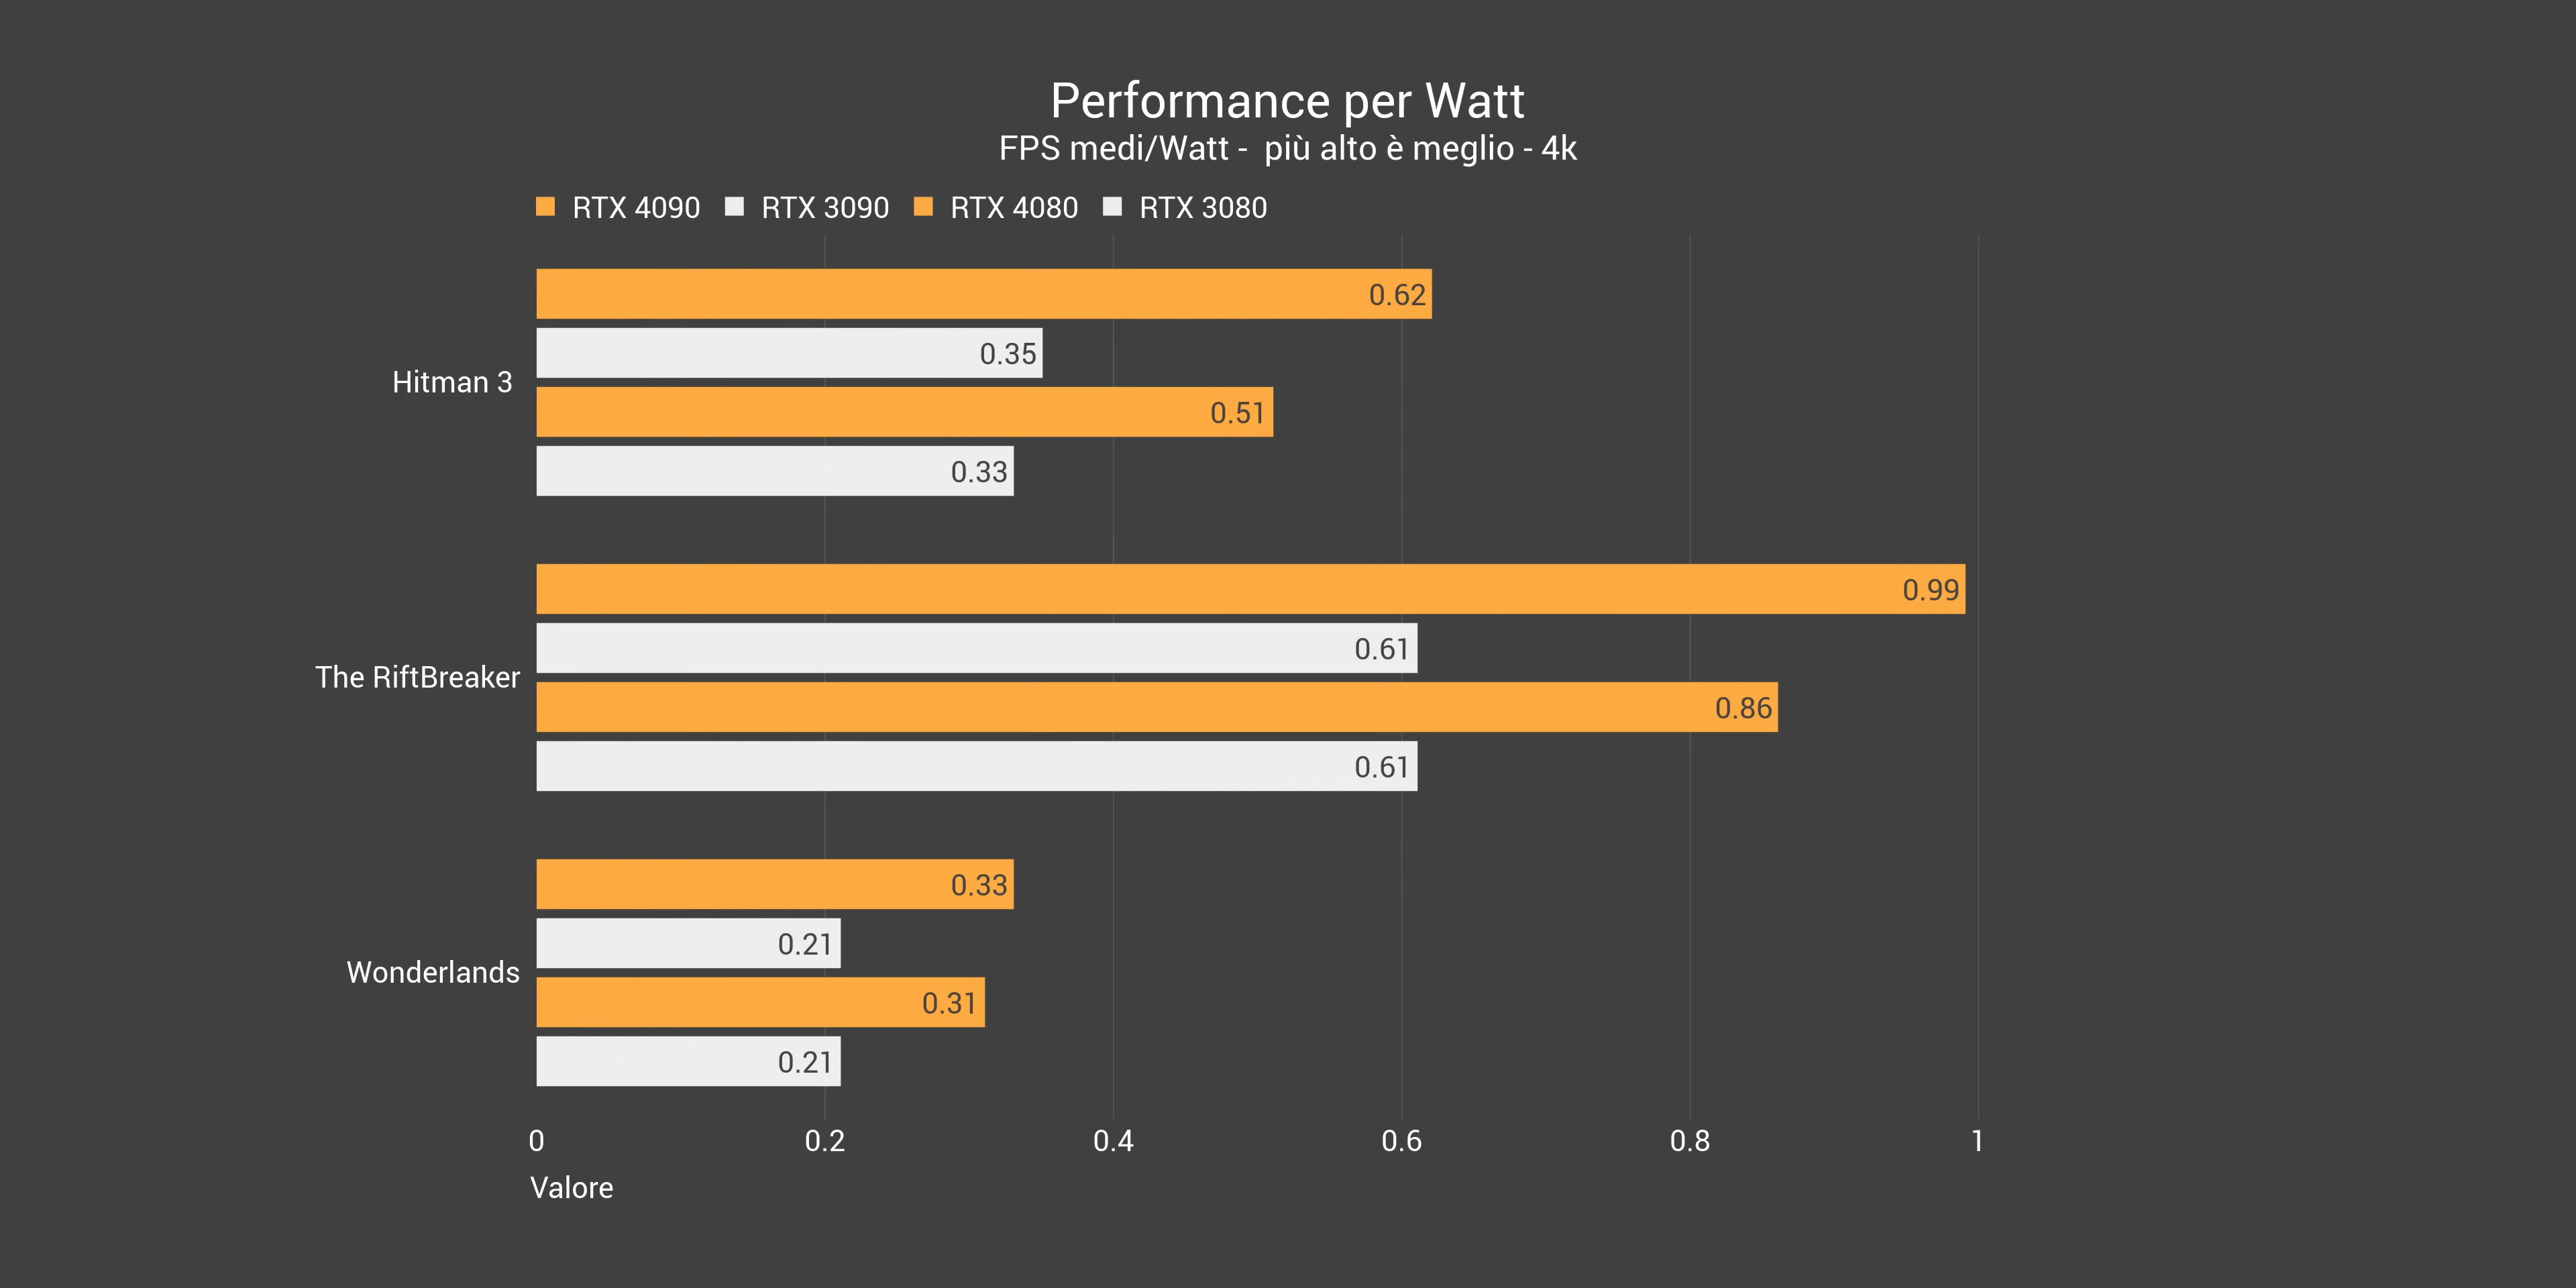 Performance per Watt
FPS medi/Watt -  più alto è meglio - 4k
RTX 4090 RTX 3090 RTX 4080 RTX 3080
Hitman 3
0.62
0.35
0.51
0.33
The RiftBreaker
0.99
0.61
0.86
0.61
Wonderlands
0.33
0.21
0.31
0.21
0 0.2 0.4 0.6 0.8 1
Valore